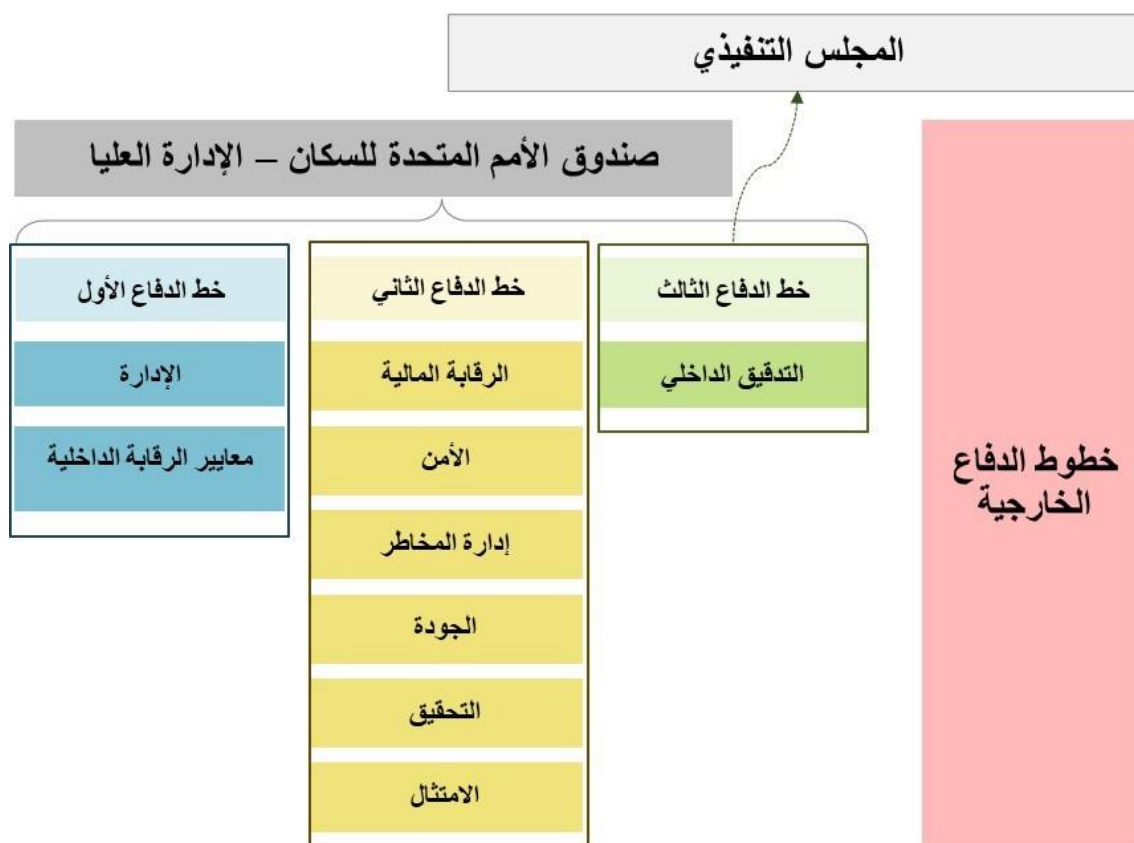 المجلس التنفيذي
صندوق الأمم المتحدة للسكان – الإدارة العليا
خط الدفاع الأول
الإدارة
معايير الرقابة الداخلية
خط الدفاع الثاني
الرقابة المالية
الأمن
إدارة المخاطر
الجودة
التحقيق
الامتثال
خط الدفاع الثالث
التدقيق الداخلي
خطوط الدفاع
الخارجية